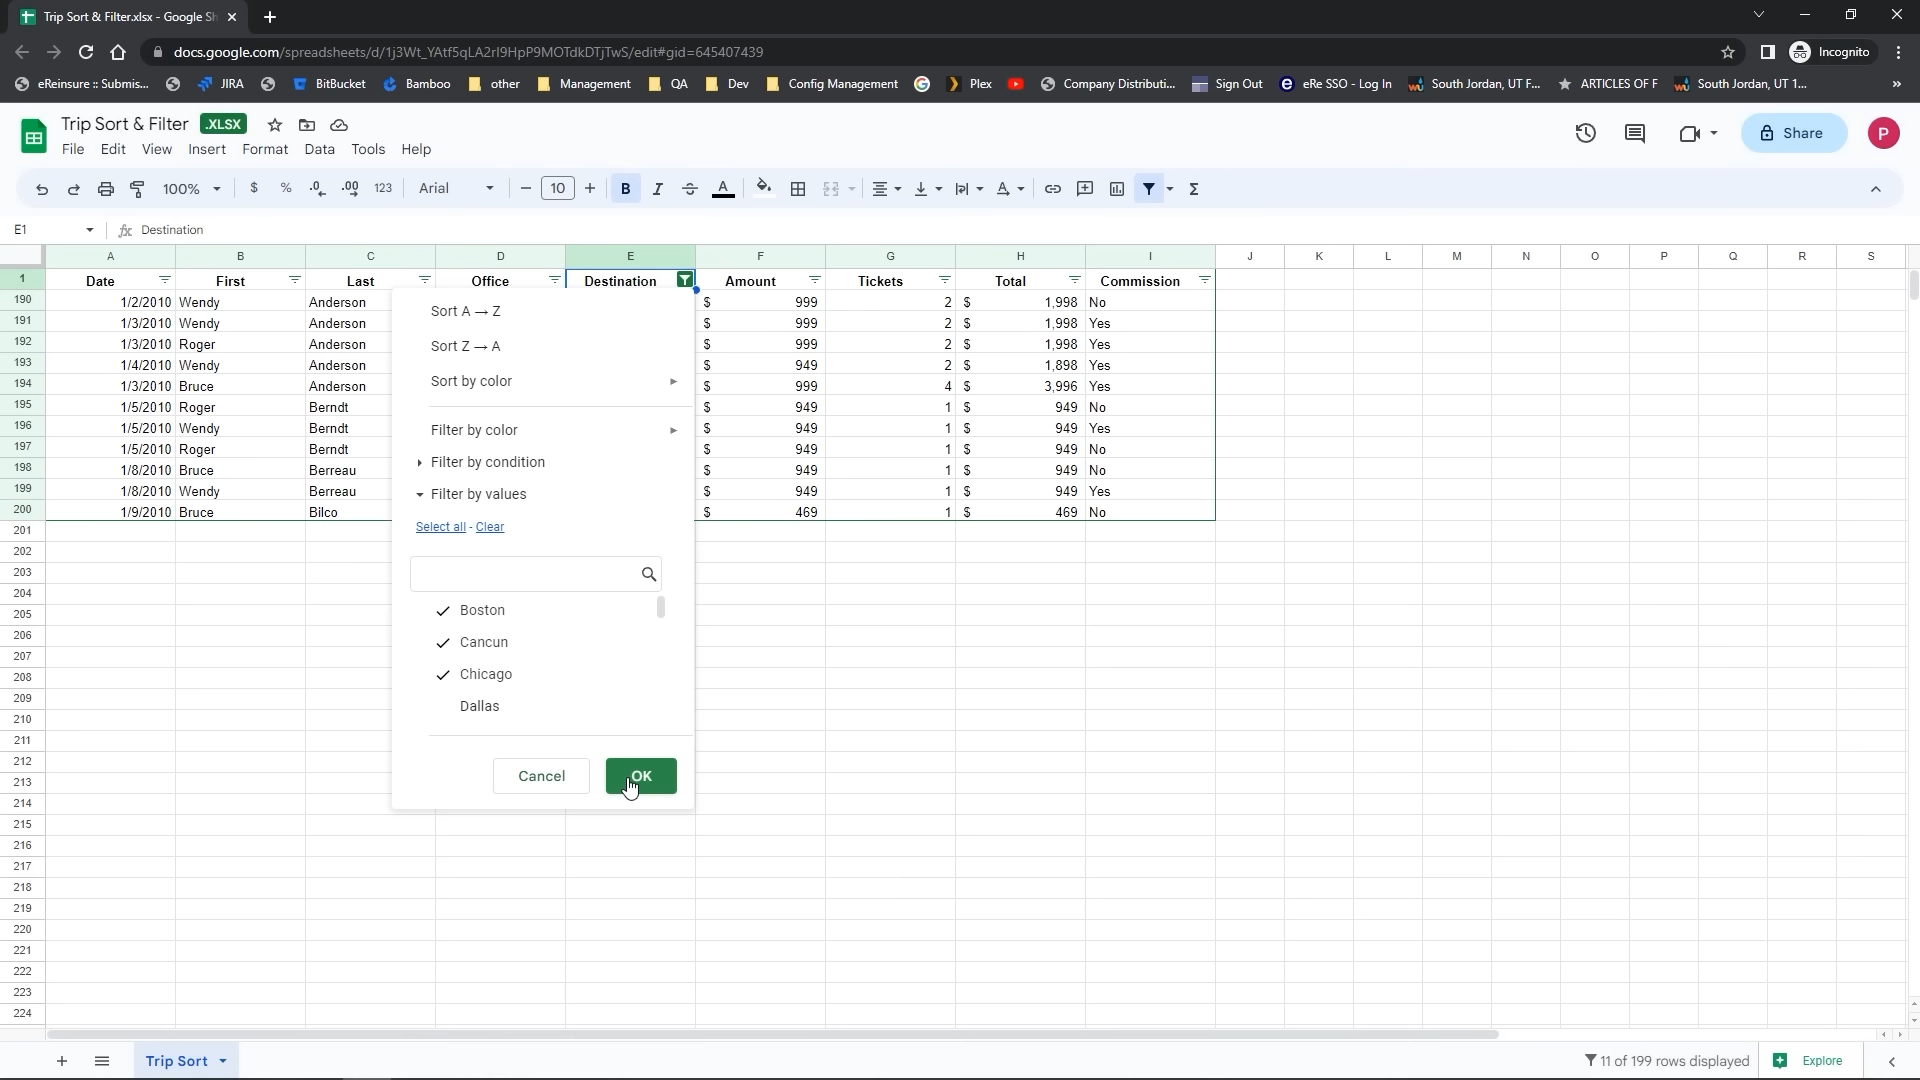 Trip Sort & Filter.xlsx - Google Sh
docs.google.com/spreadsheets/d/1j3Wt_YAtf5qLA2rI9HpP9MOTdkDTjTwS/edit#gid=645407439
Incognito
eReinsure :: Submis... JIRA BitBucket Bamboo other Management QA Dev Config Management Plex Company Distributi... Sign Out eRe SSO - Log In South Jordan, UT F... ARTICLES OF F South Jordan, UT 1... »
Trip Sort & Filter .XLSX
Share P
File Edit View Insert Format Data Tools Help
100% $ % .0 .00 123 Arial 10 B I S A A Σ
E1 fx Destination
A B C D E F G H I J K L M N O P Q R S
1 Date First Last Office Destination Amount Tickets Total Commission
190 1/2/2010 Wendy Anderson $ 999 2 $ 1,998 No
191 1/3/2010 Wendy Anderson $ 999 2 $ 1,998 Yes
192 1/3/2010 Roger Anderson $ 999 2 $ 1,998 Yes
193 1/4/2010 Wendy Anderson $ 949 2 $ 1,898 Yes
194 1/3/2010 Bruce Anderson $ 999 4 $ 3,996 Yes
195 1/5/2010 Roger Berndt $ 949 1 $ 949 No
196 1/5/2010 Wendy Berndt $ 949 1 $ 949 Yes
197 1/5/2010 Roger Berndt $ 949 1 $ 949 No
198 1/8/2010 Bruce Berreau $ 949 1 $ 949 No
199 1/8/2010 Wendy Berreau $ 949 1 $ 949 Yes
200 1/9/2010 Bruce Bilco $ 469 1 $ 469 No
201
202
203
204
205
206
207
208
209
210
211
212
213
214
215
216
217
218
219
220
221
222
223
224
Sort A → Z
Sort Z → A
Sort by color
Filter by color
Filter by condition
Filter by values
Select all - Clear
Boston
Cancun
Chicago
Dallas
Cancel OK
Trip Sort
11 of 199 rows displayed
Explore